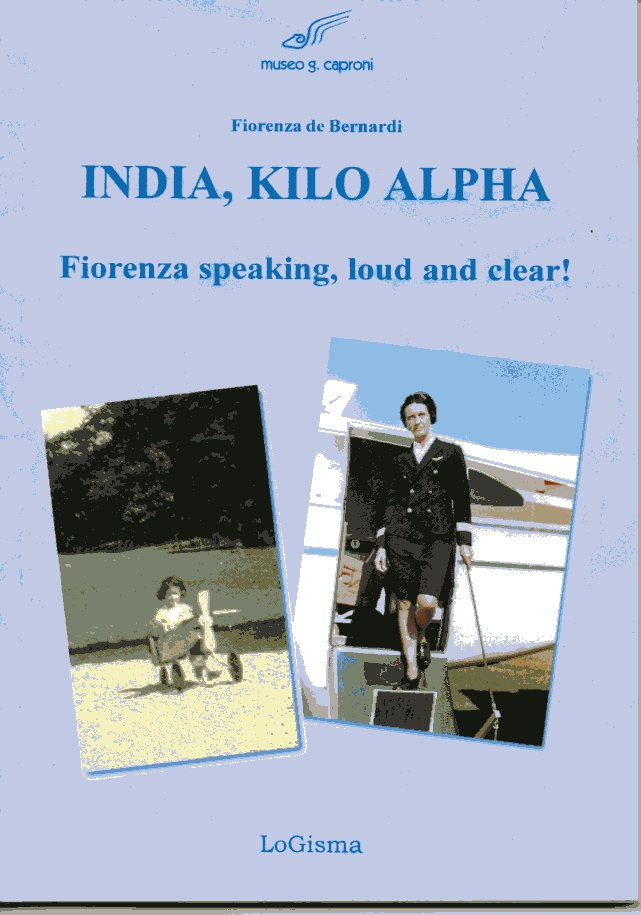 museo g. caproni
Fiorenza de Bernardi
INDIA, KILO ALPHA
Fiorenza speaking, loud and clear!
LoGisma